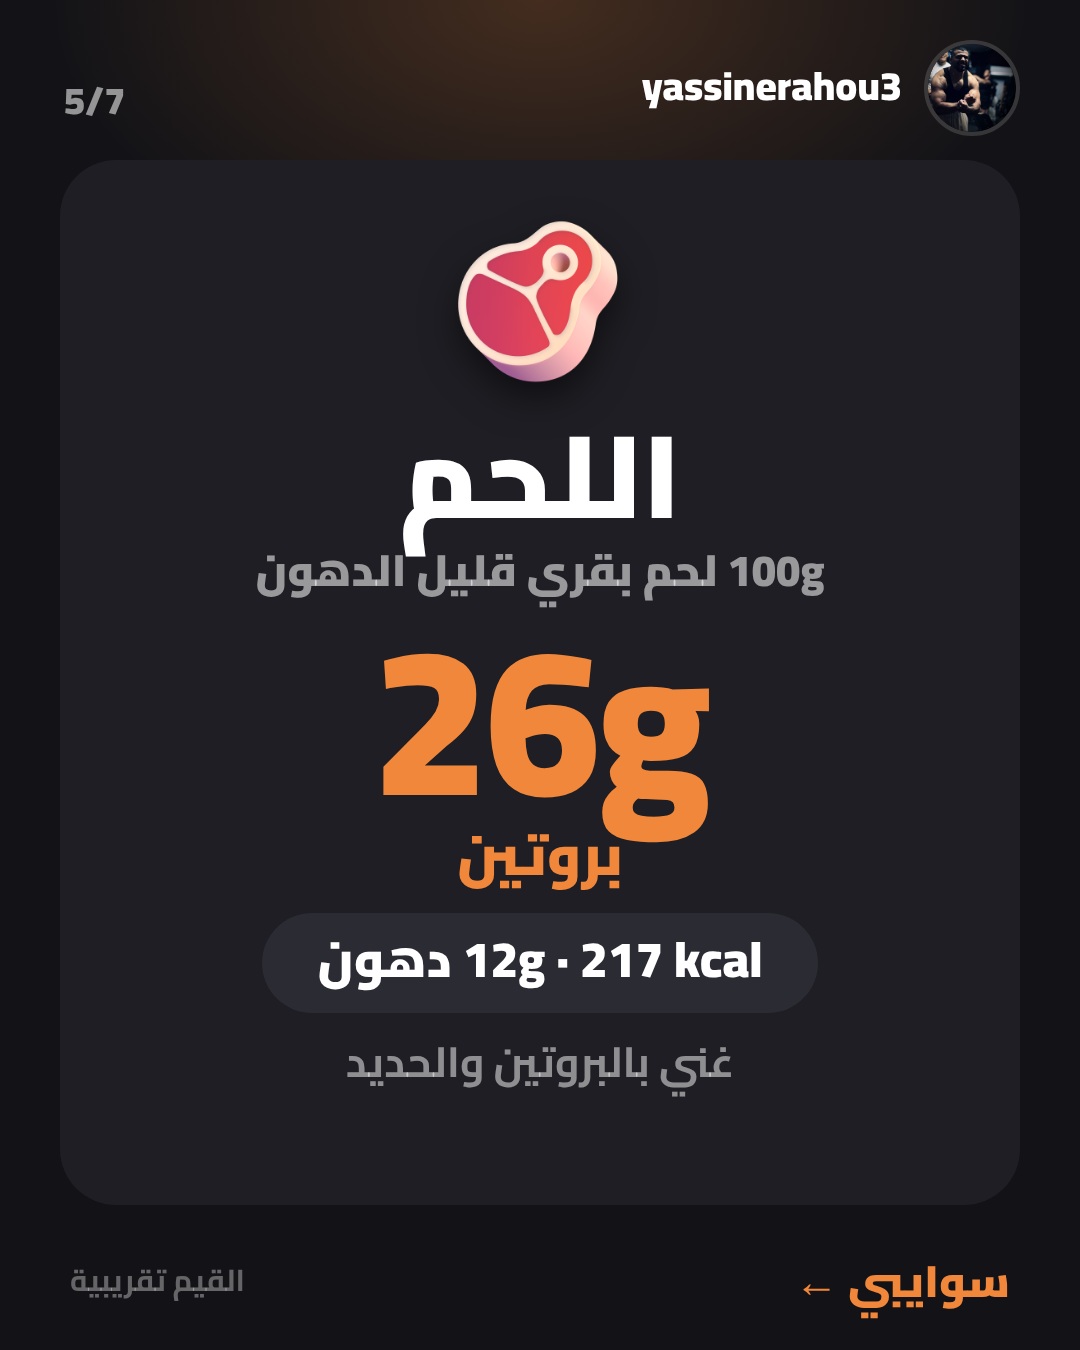 yassinerahou3
5/7
اللحم
100g لحم بقري قليل الدهون
26g
بروتين
217 kcal · 12g دهون
غني بالبروتين والحديد
سوايبي ←
القيم تقريبية